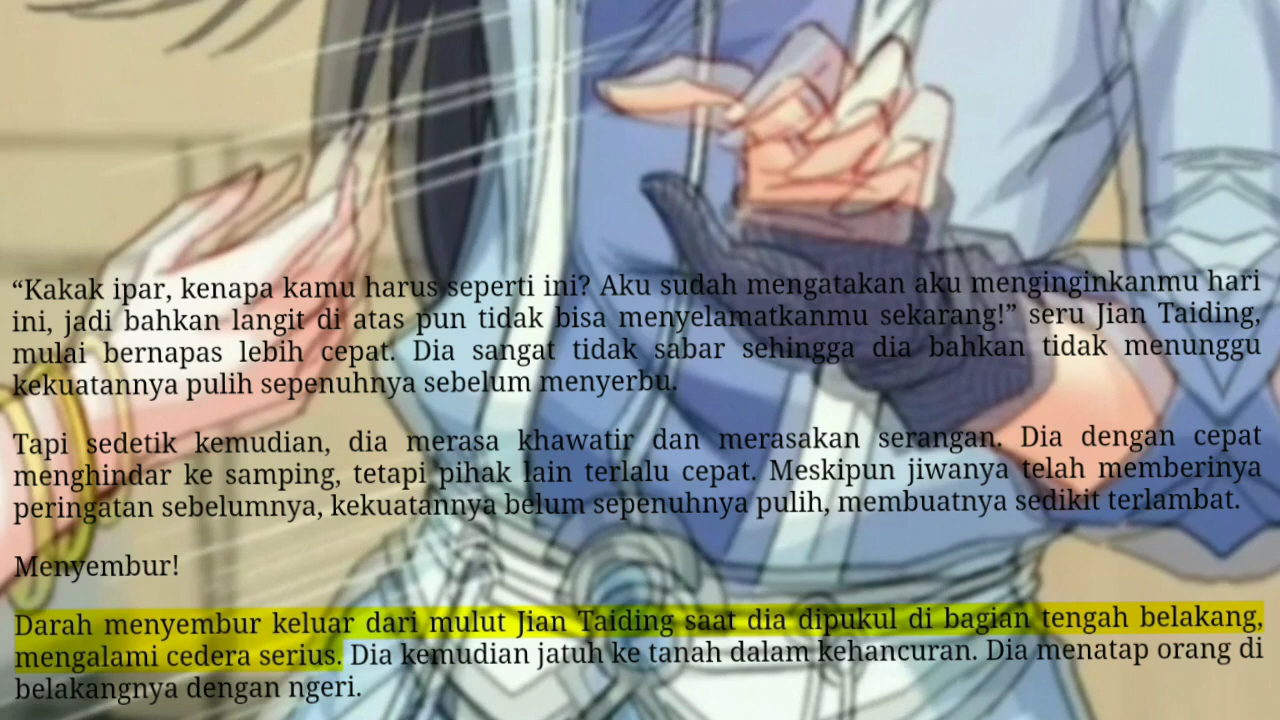 “Kakak ipar, kenapa kamu harus seperti ini? Aku sudah mengatakan aku menginginkanmu hari
ini, jadi bahkan langit di atas pun tidak bisa menyelamatkanmu sekarang!” seru Jian Taiding,
mulai bernapas lebih cepat. Dia sangat tidak sabar sehingga dia bahkan tidak menunggu
kekuatannya pulih sepenuhnya sebelum menyerbu.
Tapi sedetik kemudian, dia merasa khawatir dan merasakan serangan. Dia dengan cepat
menghindar ke samping, tetapi pihak lain terlalu cepat. Meskipun jiwanya telah memberinya
peringatan sebelumnya, kekuatannya belum sepenuhnya pulih, membuatnya sedikit terlambat.
Menyembur!
Darah menyembur keluar dari mulut Jian Taiding saat dia dipukul di bagian tengah belakang,
mengalami cedera serius. Dia kemudian jatuh ke tanah dalam kehancuran. Dia menatap orang di
belakangnya dengan ngeri.